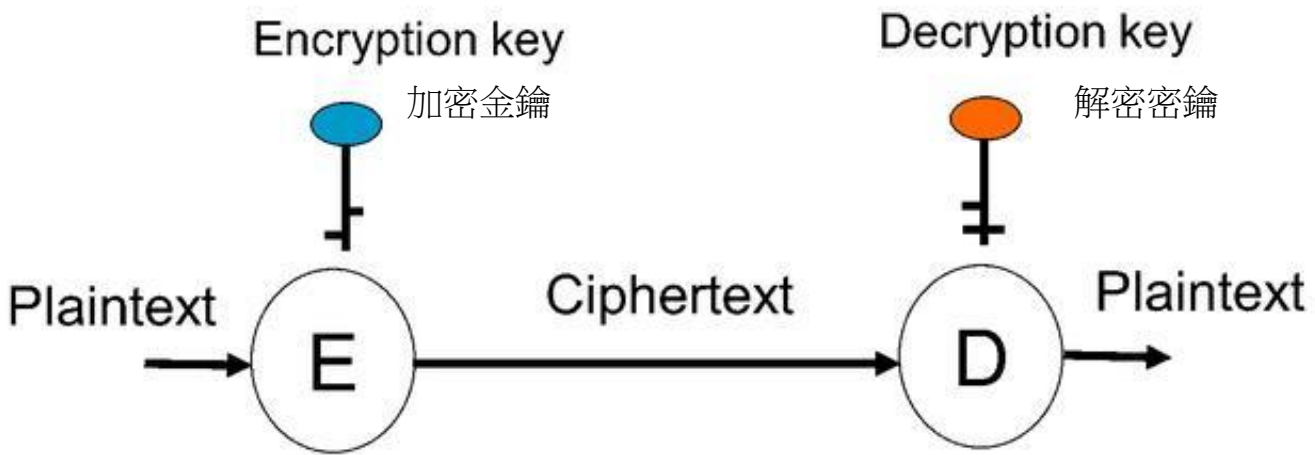 Encryption key
加密金鑰
Decryption key
解密密鑰
Plaintext
E
Ciphertext
D
Plaintext